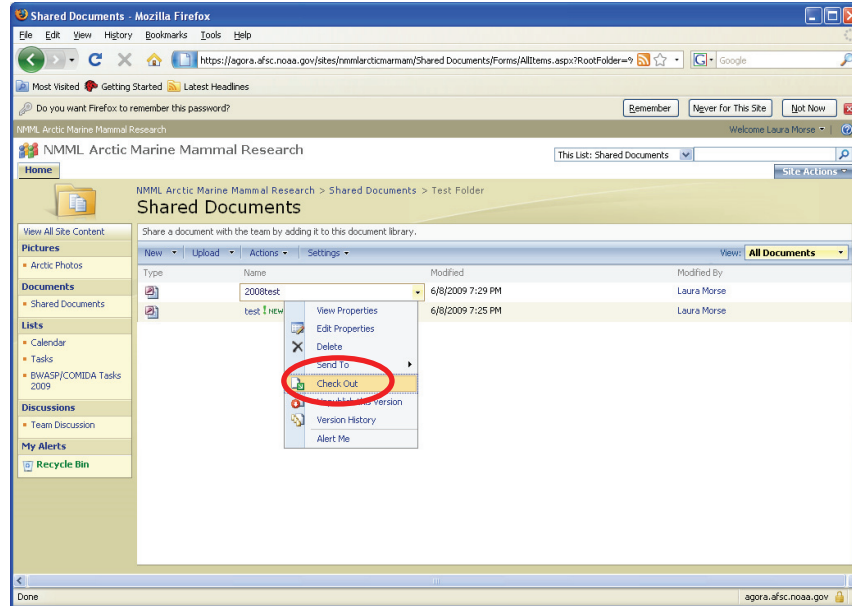 Shared Documents - Mozilla Firefox
File Edit View History Bookmarks Tools Help
https://agora.afsc.noaa.gov/sites/nmmlarcticmarmam/Shared Documents/Forms/AllItems.aspx?RootFolder=% G Google
Most Visited Getting Started Latest Headlines
Do you want Firefox to remember this password? Remember Never for This Site Not Now
NMML Arctic Marine Mammal Research Welcome Laura Morse
NMML Arctic Marine Mammal Research This List: Shared Documents
Home Site Actions
NMML Arctic Marine Mammal Research > Shared Documents > Test Folder
Shared Documents
View All Site Content Share a document with the team by adding it to this document library.
Pictures New Upload Actions Settings View: All Documents
Arctic Photos Type Name Modified Modified By
Documents 2008test 6/8/2009 7:29 PM Laura Morse
Shared Documents test ! NEW 6/8/2009 7:25 PM Laura Morse
Lists
Calendar
Tasks
BWASP/COMIDA Tasks
2009
Discussions
Team Discussion
My Alerts
Recycle Bin
View Properties
Edit Properties
Delete
Send To
Check Out
Unpublish this version
Version History
Alert Me
Done agora.afsc.noaa.gov